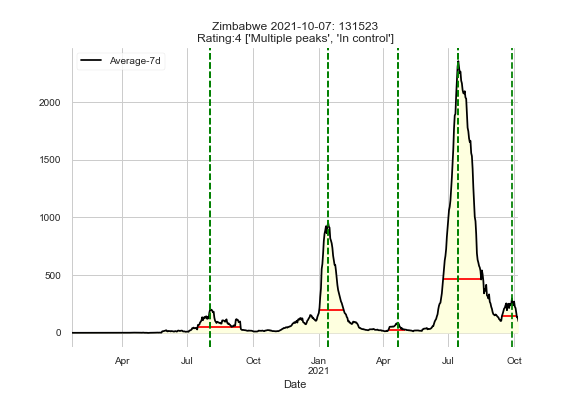 Zimbabwe 2021-10-07: 131523
Rating:4 ['Multiple peaks', 'In control']
Average-7d
2000
1500
1000
500
0
Apr
Jul
Oct
Jan
2021
Apr
Jul
Oct
Date